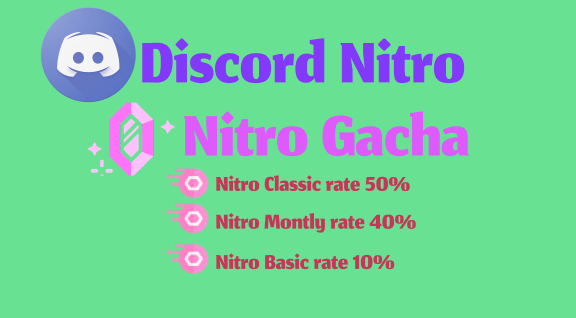 Discord Nitro
Nitro Gacha
Nitro Classic rate 50%
Nitro Montly rate 40%
Nitro Basic rate 10%